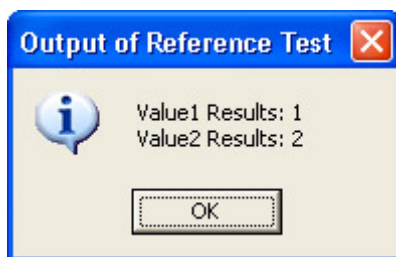 Output of Reference Test
Value1 Results: 1
Value2 Results: 2
OK